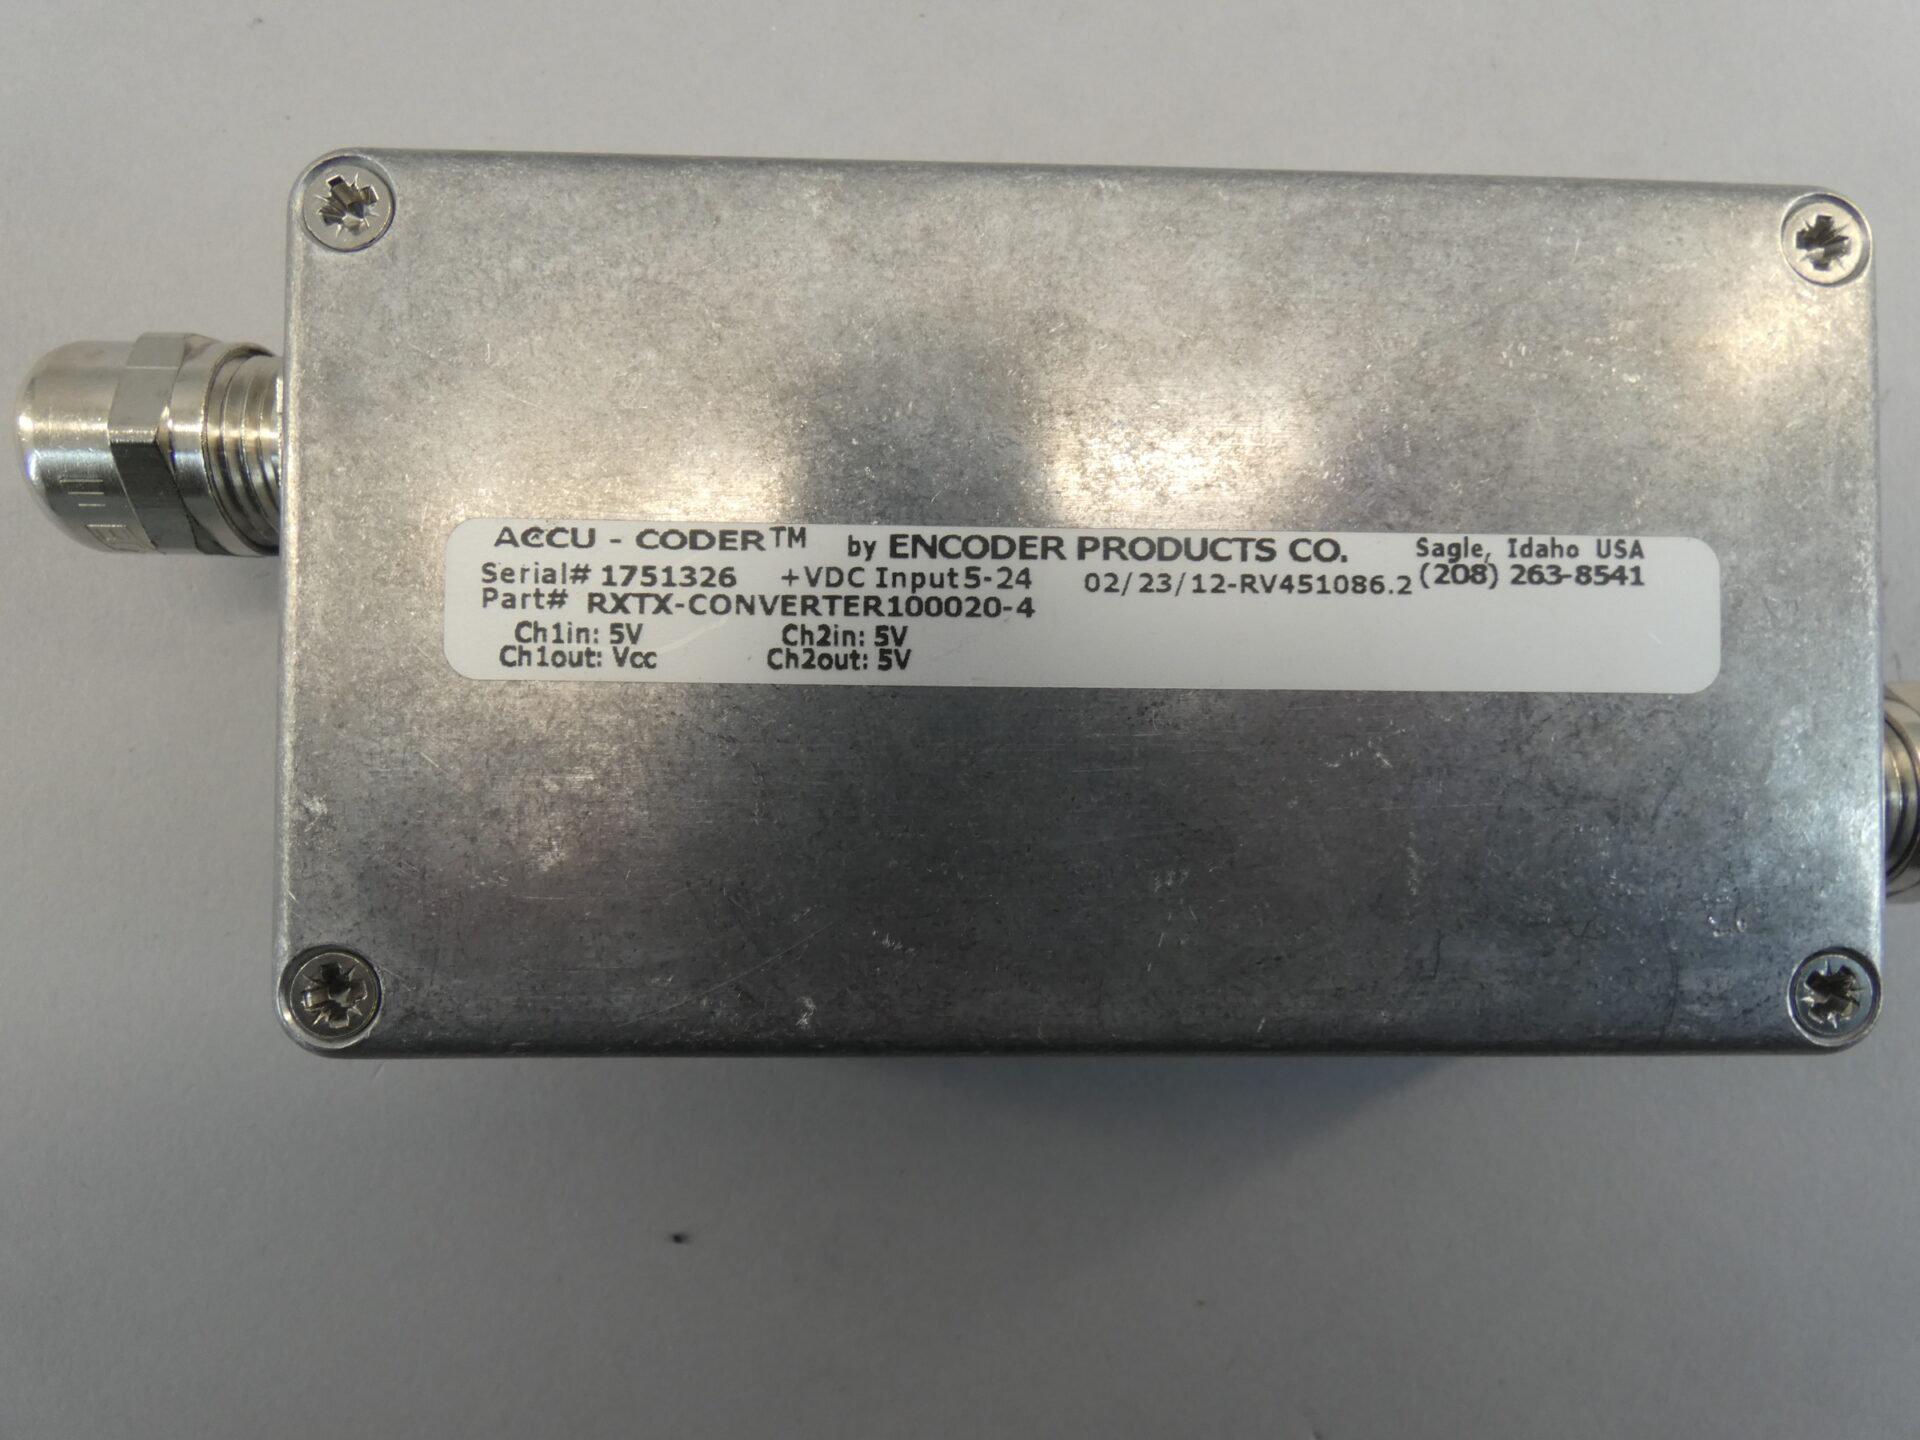 ACCU - CODER™ by ENCODER PRODUCTS CO. Sagle, Idaho USA
Serial# 1751326 +VDC Input 5-24 02/23/12-RV451086.2 (208) 263-8541
Part# RXTX-CONVERTER100020-4
Ch1in: 5V Ch2in: 5V
Ch1out: Vcc Ch2out: 5V